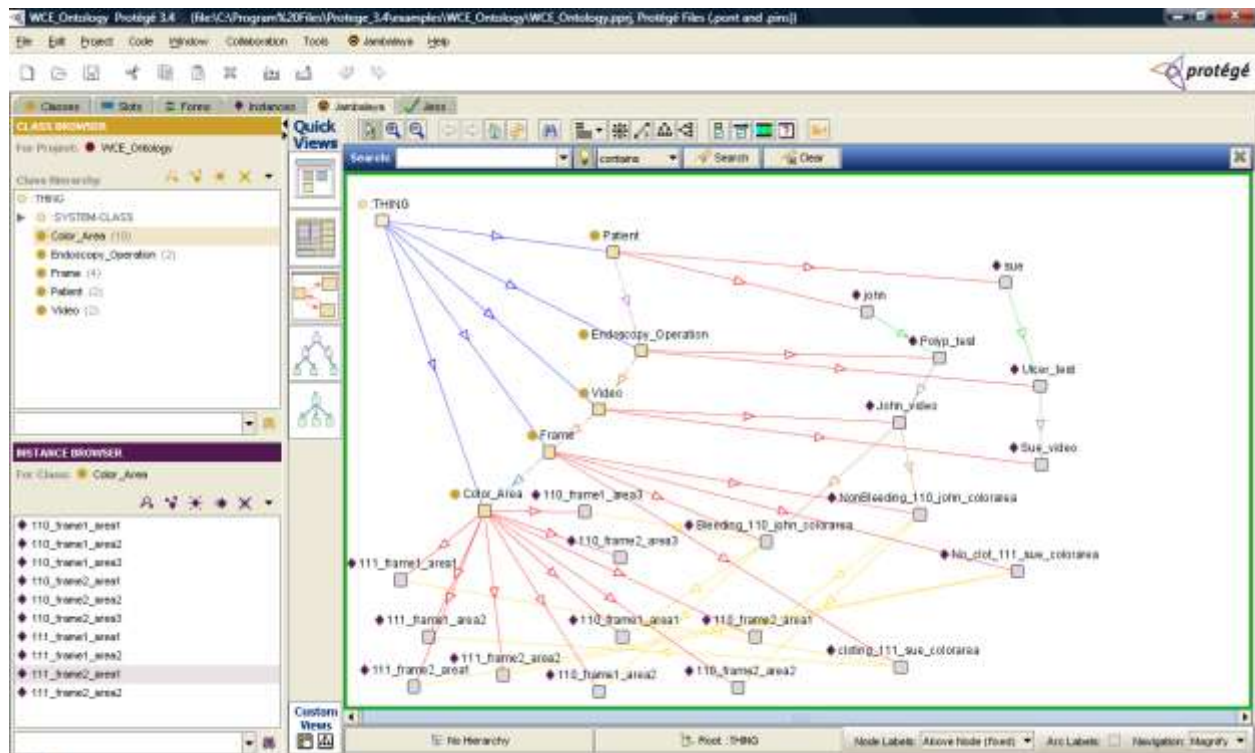 WCE_Ontology Protégé 3.4 (file:\C:\Program%20Files\Protege_3.4\examples\WCE_Ontology\WCE_Ontology.pprj, Protégé Files (.pont and .pins))
File Edit Project Code Window Collaboration Tools Jambalaya Help
protégé
Classes Slots Forms Instances Jambalaya Jess
CLASS BROWSER
For Project: WCE_Ontology
Class Hierarchy
:THING
:SYSTEM-CLASS
Color_Area (10)
Endoscopy_Operation (2)
Frame (4)
Patient (2)
Video (2)
INSTANCE BROWSER
For Class: Color_Area
110_frame1_area1
110_frame1_area2
110_frame1_area3
110_frame2_area1
110_frame2_area2
110_frame2_area3
111_frame1_area1
111_frame1_area2
111_frame2_area1
111_frame2_area2
Quick
Views
Custom
Views
Search: contains Search Clear
:THING
Patient
sue
john
Endoscopy_Operation
Polyp_test
Ulcer_test
Video
John_video
Frame
Sue_video
Color_Area
110_frame1_area3
NonBleeding_110_john_colorarea
Bleeding_110_john_colorarea
110_frame2_area3
No_clot_111_sue_colorarea
111_frame1_area1
111_frame1_area2
110_frame1_area1
110_frame2_area1
cloting_111_sue_colorarea
111_frame2_area2
111_frame2_area1
110_frame1_area2
110_frame2_area2
No Hierarchy
Root :THING
Node Labels: Above Node (fixed) Arc Labels: Navigation: Magnify